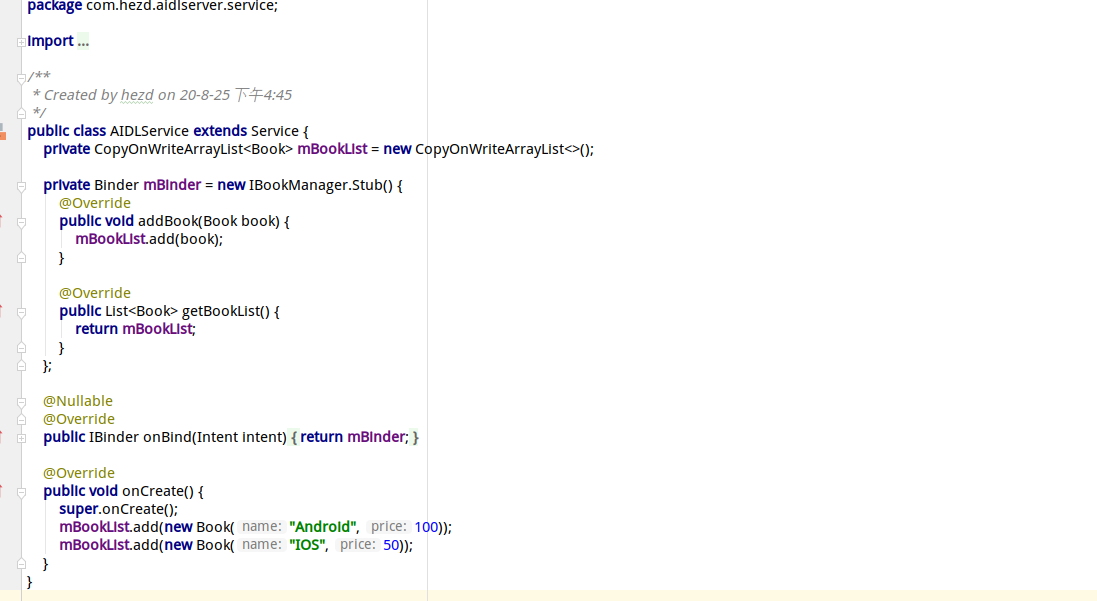 package com.hezd.aidlserver.service;
import ...
/**
 * Created by hezd on 20-8-25 下午4:45
 */
public class AIDLService extends Service {
    private CopyOnWriteArrayList<Book> mBookList = new CopyOnWriteArrayList<>();
    private Binder mBinder = new IBookManager.Stub() {
        @Override
        public void addBook(Book book) {
            mBookList.add(book);
        }
        @Override
        public List<Book> getBookList() {
            return mBookList;
        }
    };
    @Nullable
    @Override
    public IBinder onBind(Intent intent) { return mBinder; }
    @Override
    public void onCreate() {
        super.onCreate();
        mBookList.add(new Book( name: "Android", price: 100));
        mBookList.add(new Book( name: "IOS", price: 50));
    }
}